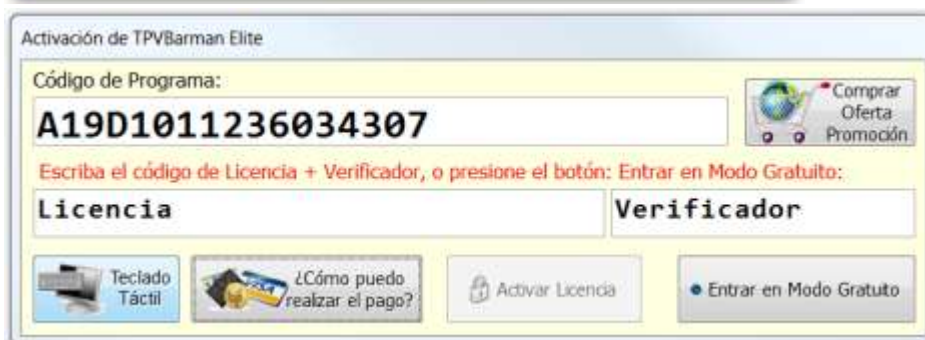 Activación de TPVBarman Elite
Código de Programa:
A19D1011236034307
Comprar
Oferta
Promoción
Escriba el código de Licencia + Verificador, o presione el botón: Entrar en Modo Gratuito:
Licencia
Verificador
Teclado
Táctil
¿Cómo puedo
realizar el pago?
Activar Licencia
Entrar en Modo Gratuito